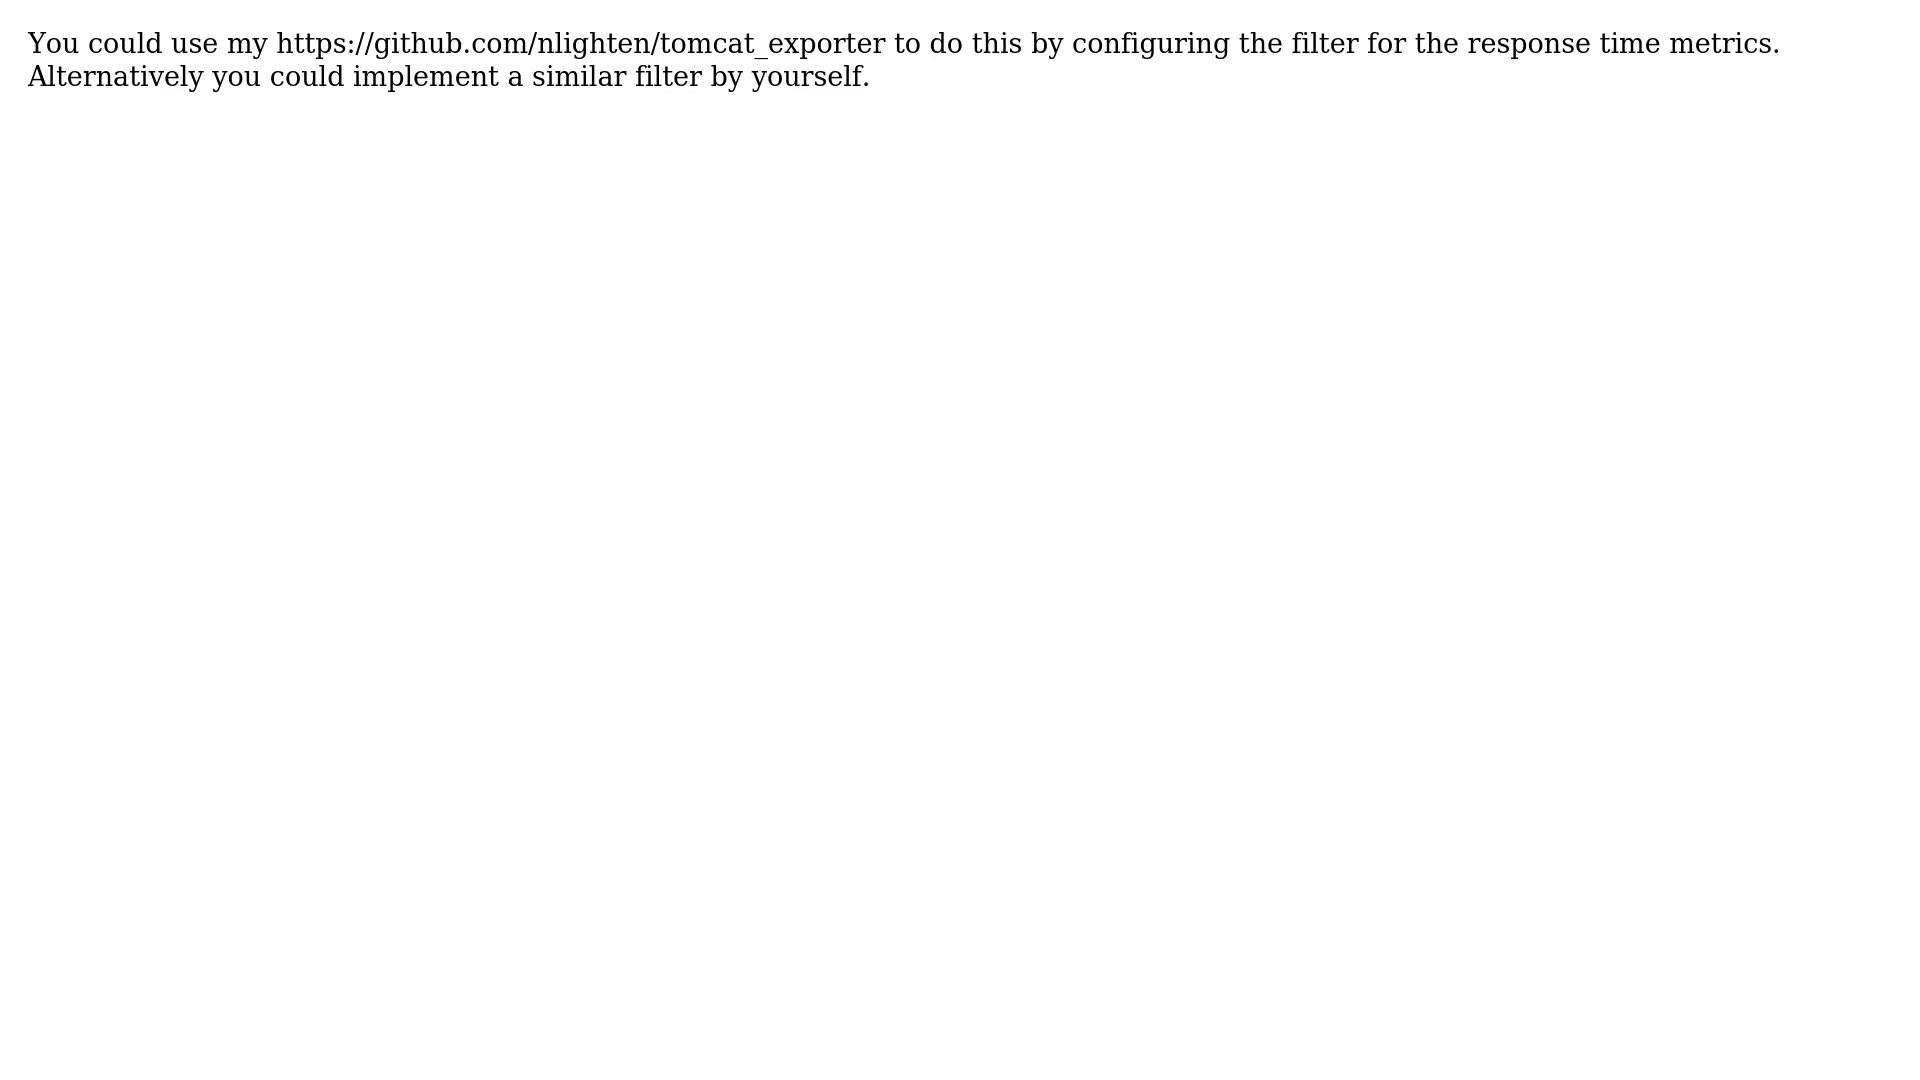 You could use my https://github.com/nlighten/tomcat_exporter to do this by configuring the filter for the response time metrics.
Alternatively you could implement a similar filter by yourself.